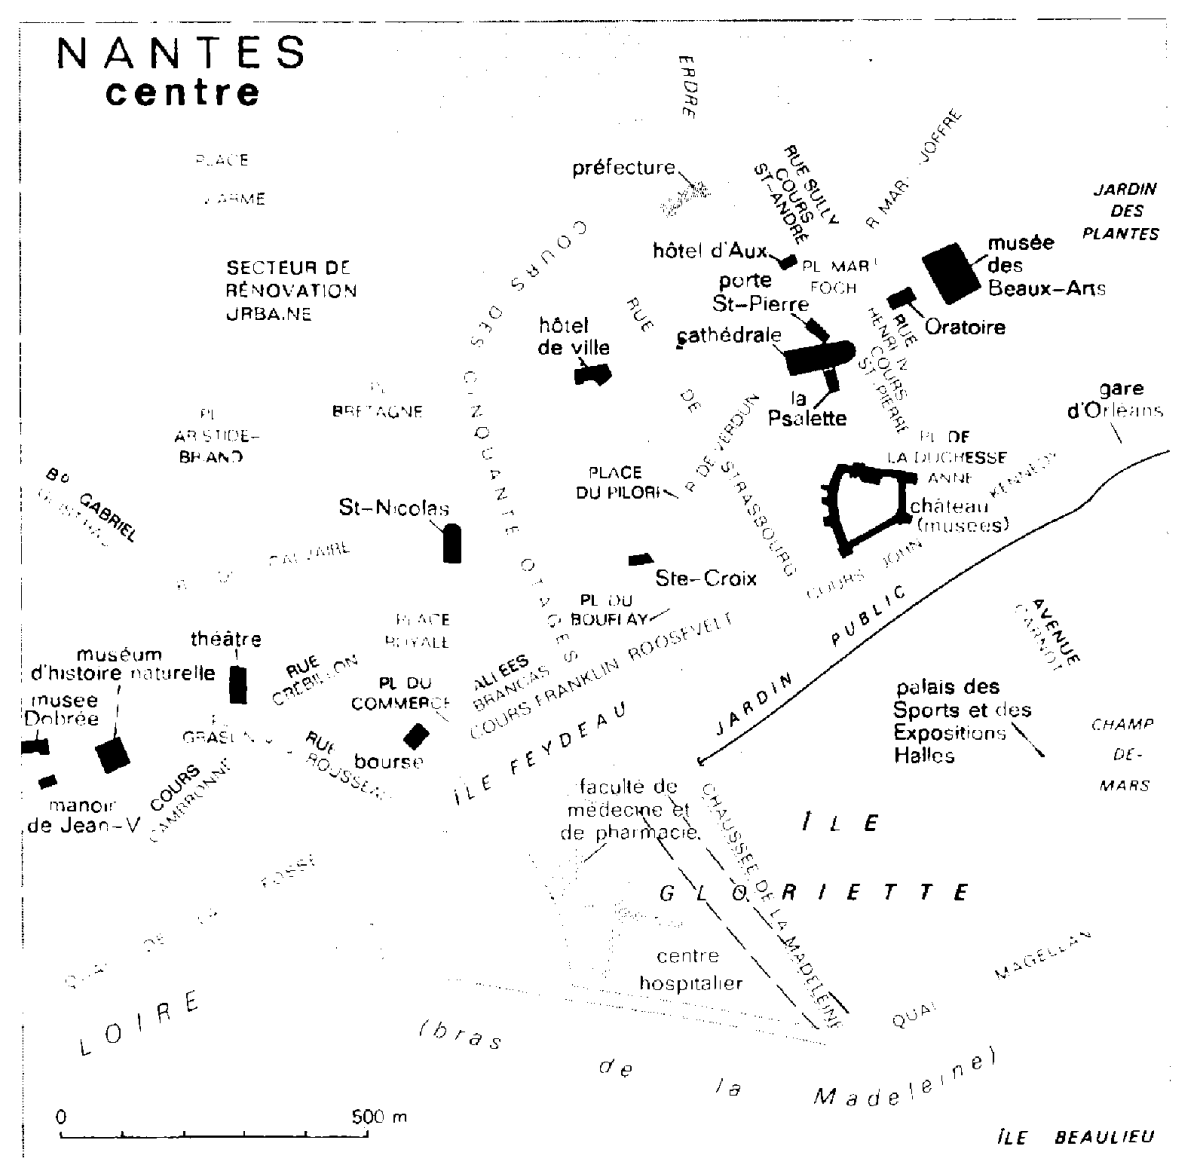 NANTES
centre
ERDRE
PLACE
R. MAR. JOFFRE
préfecture
RUE SULLY
COURS
ST-ANDRÉ
JARDIN
DES
PLANTES
SECTEUR DE
RÉNOVATION
URBAINE
COURS DES CINQUANTE OTAGES
hôtel d'Aux
PL MAR
FOCH
musée
des
Beaux-Arts
porte
St-Pierre
Oratoire
hôtel
de ville
cathédrale
RUE
HENRI IV
COURS
ST-PIERRE
RUE
DE
STRASBOURG
la
Psalette
gare
d'Orléans
BRETAGNE
PL
ARISTIDE-
BRIAND
R. DE VERDUN
PL DE
LA DUCHESSE
ANNE
PLACE
DU PILORI
BD GABRIEL
St-Nicolas
château
(musées)
COURS JOHN KENNEDY
CALVAIRE
Ste-Croix
PL DU
BOUFFAY
PLACE
ROYALE
JARDIN PUBLIC
AVENUE
CARNOT
théâtre
muséum
d'histoire naturelle
RUE
CRÉBILLON
PL DU
COMMERCE
ALLÉES
BRANCAS
COURS FRANKLIN ROOSEVELT
musée
Dobrée
bourse
RUE
ROUSSEAU
COURS
CAMBRONNE
manoir
de Jean-V
ÎLE FEYDEAU
palais des
Sports et des
Expositions
Halles
CHAMP
DE-
MARS
faculté de
médecine et
de pharmacie
CHAUSSÉE DE LA MADELEINE
ÎLE
GLORIETTE
QUAI DE LA FOSSE
centre
hospitalier
QUAI MAGELLAN
LOIRE
(bras de la Madeleine)
0 500 m
ÎLE BEAULIEU